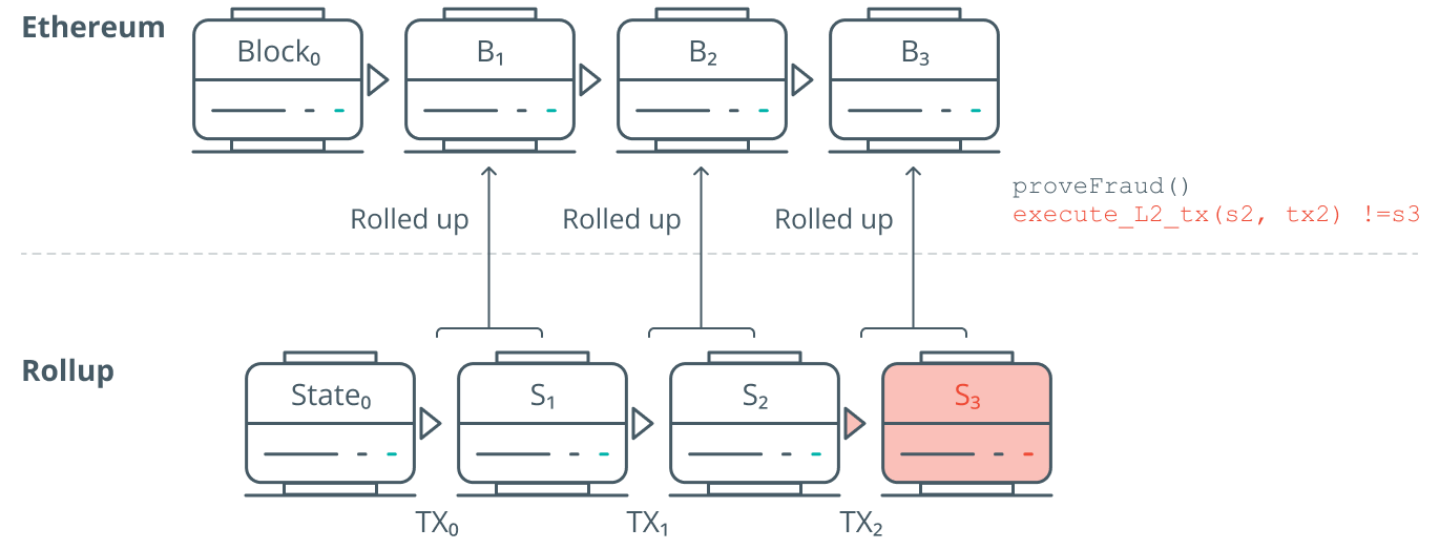 Ethereum
Block₀
B₁
B₂
B₃
proveFraud()
Rolled up
Rolled up
Rolled up
execute_L2_tx(s2, tx2) !=s3
Rollup
State₀
S₁
S₂
S₃
TX₀
TX₁
TX₂